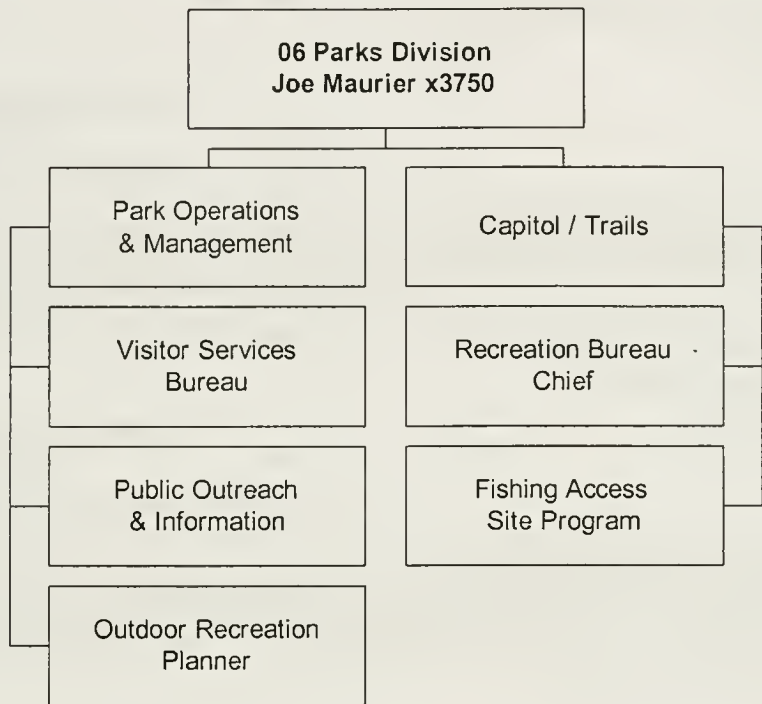 06 Parks Division
Joe Maurier x3750
Park Operations
& Management
Capitol / Trails
Visitor Services
Bureau
Recreation Bureau
Chief
Public Outreach
& Information
Fishing Access
Site Program
Outdoor Recreation
Planner